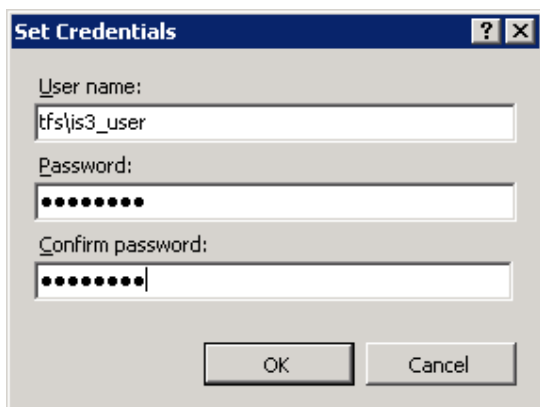 Set Credentials
User name:
tfs\is3_user
Password:
●●●●●●●●
Confirm password:
●●●●●●●●
OK Cancel